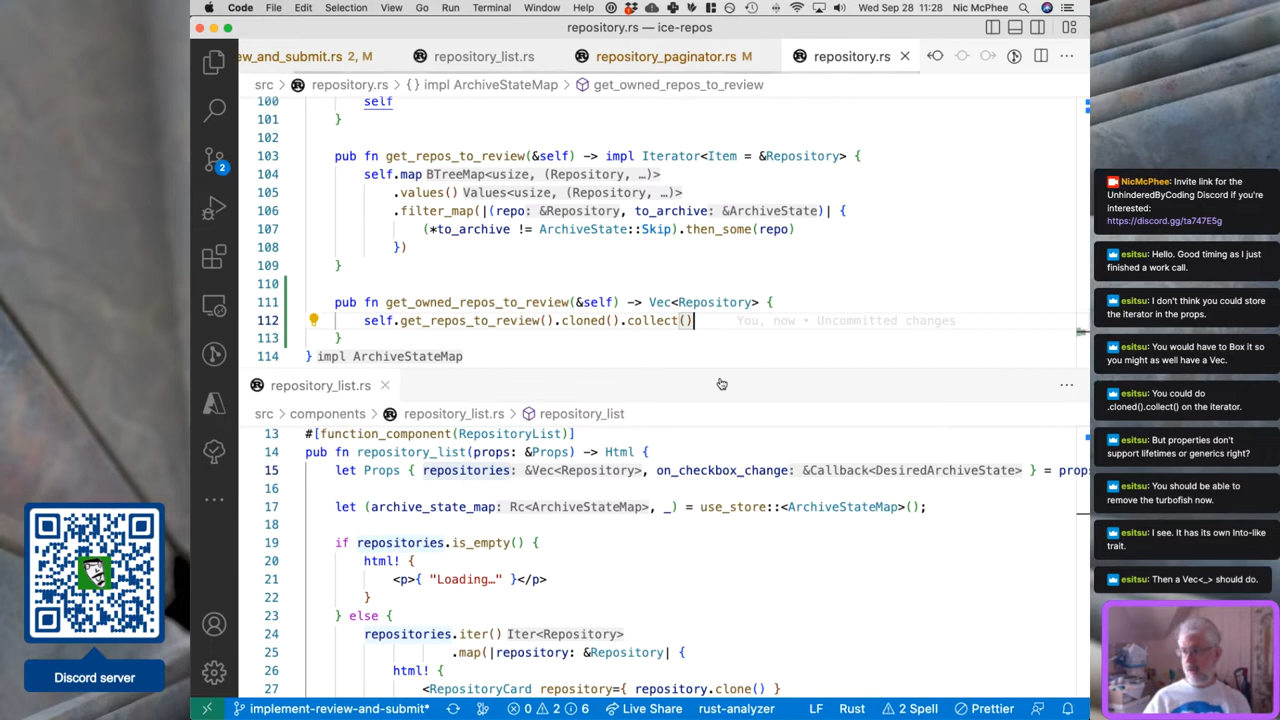 Code File Edit Selection View Go Run Terminal Window Help Wed Sep 28 11:28 Nic McPhee
repository.rs — ice-repos
ew_and_submit.rs 2, M repository_list.rs repository_paginator.rs M repository.rs
src > repository.rs > {} impl ArchiveStateMap > get_owned_repos_to_review
100 self
101 }
102
103 pub fn get_repos_to_review(&self) -> impl Iterator<Item = &Repository> {
104 self.map BTreeMap<usize, (Repository, …)>
105 .values() Values<usize, (Repository, …)>
106 .filter_map(|(repo: &Repository, to_archive: &ArchiveState)| {
107 (*to_archive != ArchiveState::Skip).then_some(repo)
108 })
109 }
110
111 pub fn get_owned_repos_to_review(&self) -> Vec<Repository> {
112 self.get_repos_to_review().cloned().collect() You, now • Uncommitted changes
113 }
114 } impl ArchiveStateMap
repository_list.rs
src > components > repository_list.rs > repository_list
13 #[function_component(RepositoryList)]
14 pub fn repository_list(props: &Props) -> Html {
15 let Props { repositories: &Vec<Repository>, on_checkbox_change: &Callback<DesiredArchiveState> } = props
16
17 let (archive_state_map: Rc<ArchiveStateMap>, _) = use_store::<ArchiveStateMap>();
18
19 if repositories.is_empty() {
20 html! {
21 <p>{ "Loading…" }</p>
22 }
23 } else {
24 repositories.iter() Iter<Repository>
25 .map(|repository: &Repository| {
26 html! {
27 <RepositoryCard repository={ repository.clone() }
implement-review-and-submit* 0 2 6 Live Share rust-analyzer LF Rust 2 Spell Prettier
2
Discord server
NicMcPhee: Invite link for the
UnhinderedByCoding Discord if you're
interested:
https://discord.gg/ta747E5g
esitsu: Hello. Good timing as I just
finished a work call.
esitsu: I don't think you could store
the iterator in the props.
esitsu: You would have to Box it so
you might as well have a Vec.
esitsu: You could do
.cloned().collect() on the iterator.
esitsu: But properties don't
support lifetimes or generics right?
esitsu: You should be able to
remove the turbofish now.
esitsu: I see. It has its own Into-like
trait.
esitsu: Then a Vec<_> should do.